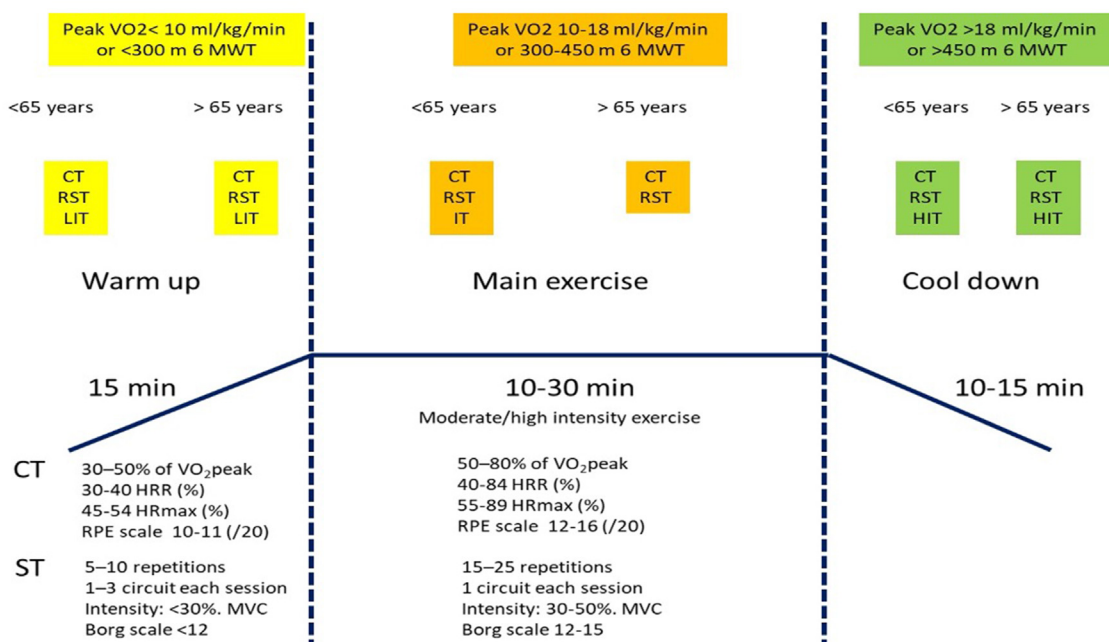 Peak VO2< 10 ml/kg/min
or <300 m 6 MWT
Peak VO2 10-18 ml/kg/min
or 300-450 m 6 MWT
Peak VO2 >18 ml/kg/min
or >450 m 6 MWT
<65 years
> 65 years
<65 years
> 65 years
<65 years
> 65 years
CT
RST
LIT
CT
RST
LIT
CT
RST
IT
CT
RST
CT
RST
HIT
CT
RST
HIT
Warm up
Main exercise
Cool down
15 min
10-30 min
10-15 min
Moderate/high intensity exercise
CT
30–50% of VO₂peak
30-40 HRR (%)
45-54 HRmax (%)
RPE scale 10-11 (/20)
50–80% of VO₂peak
40-84 HRR (%)
55-89 HRmax (%)
RPE scale 12-16 (/20)
ST
5–10 repetitions
1–3 circuit each session
Intensity: <30%. MVC
Borg scale <12
15–25 repetitions
1 circuit each session
Intensity: 30-50%. MVC
Borg scale 12-15